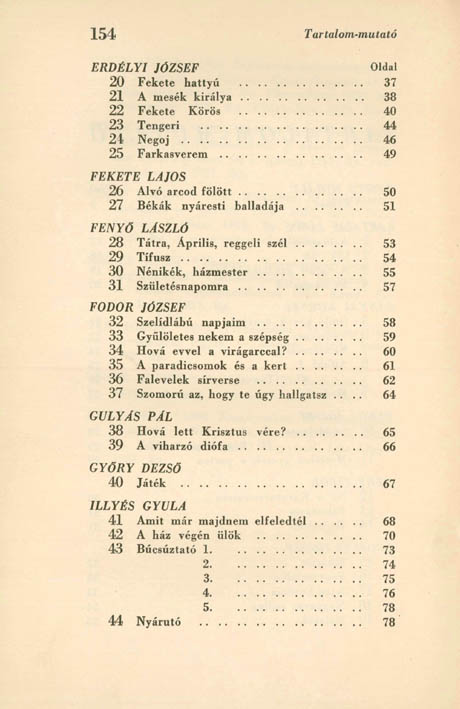 154 Tartalom-mutató
ERDÉLYI JÓZSEF Oldal
20 Fekete hattyú .. .. .. .. .. .. .. .. 37
21 A mesék királya .. .. .. .. .. .. .. 38
22 Fekete Körös .. .. .. .. .. .. .. 40
23 Tengeri .. .. .. .. .. .. .. .. .. .. 44
24 Negoj .. .. .. .. .. .. .. .. .. .. 46
25 Farkasverem .. .. .. .. .. .. .. .. 49
FEKETE LAJOS
26 Alvó arcod fölött .. .. .. .. .. .. .. 50
27 Békák nyáresti balladája .. .. .. .. 51
FENYŐ LÁSZLÓ
28 Tátra, Április, reggeli szél .. .. .. .. 53
29 Tifusz .. .. .. .. .. .. .. .. .. .. 54
30 Nénikék, házmester .. .. .. .. .. .. 55
31 Születésnapomra .. .. .. .. .. .. .. 57
FODOR JÓZSEF
32 Szelídlábú napjaim .. .. .. .. .. .. 58
33 Gyűlöletes nekem a szépség .. .. .. .. 59
34 Hová evvel a virágarccal? .. .. .. .. 60
35 A paradicsomok és a kert .. .. .. .. 61
36 Falevelek sírverse .. .. .. .. .. .. 62
37 Szomorú az, hogy te úgy hallgatsz .. .. 64
GULYÁS PÁL
38 Hová lett Krisztus vére? .. .. .. .. 65
39 A viharzó diófa .. .. .. .. .. .. .. 66
GYŐRY DEZSŐ
40 Játék .. .. .. .. .. .. .. .. .. .. 67
ILLYÉS GYULA
41 Amit már majdnem elfeledtél .. .. .. 68
42 A ház végén ülök .. .. .. .. .. .. 70
43 Búcsúztató 1. .. .. .. .. .. .. .. .. 73
2. .. .. .. .. .. .. .. .. 74
3. .. .. .. .. .. .. .. .. 75
4. .. .. .. .. .. .. .. .. 76
5. .. .. .. .. .. .. .. .. 78
44 Nyárutó .. .. .. .. .. .. .. .. .. 78